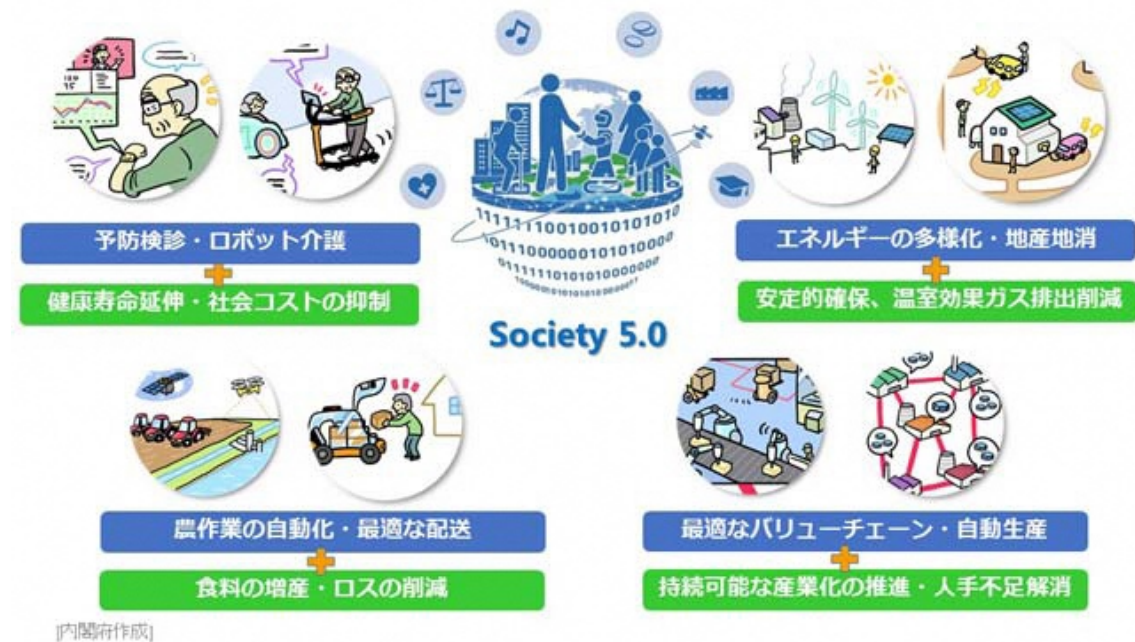 予防検診・ロボット介護
健康寿命延伸・社会コストの抑制
エネルギーの多様化・地産地消
安定的確保、温室効果ガス排出削減
11111110010010101010
1011100000010101010000
01111110101010000000
Society 5.0
農作業の自動化・最適な配送
食料の増産・ロスの削減
最適なバリューチェーン・自動生産
持続可能な産業化の推進・人手不足解消
[内閣府作成]